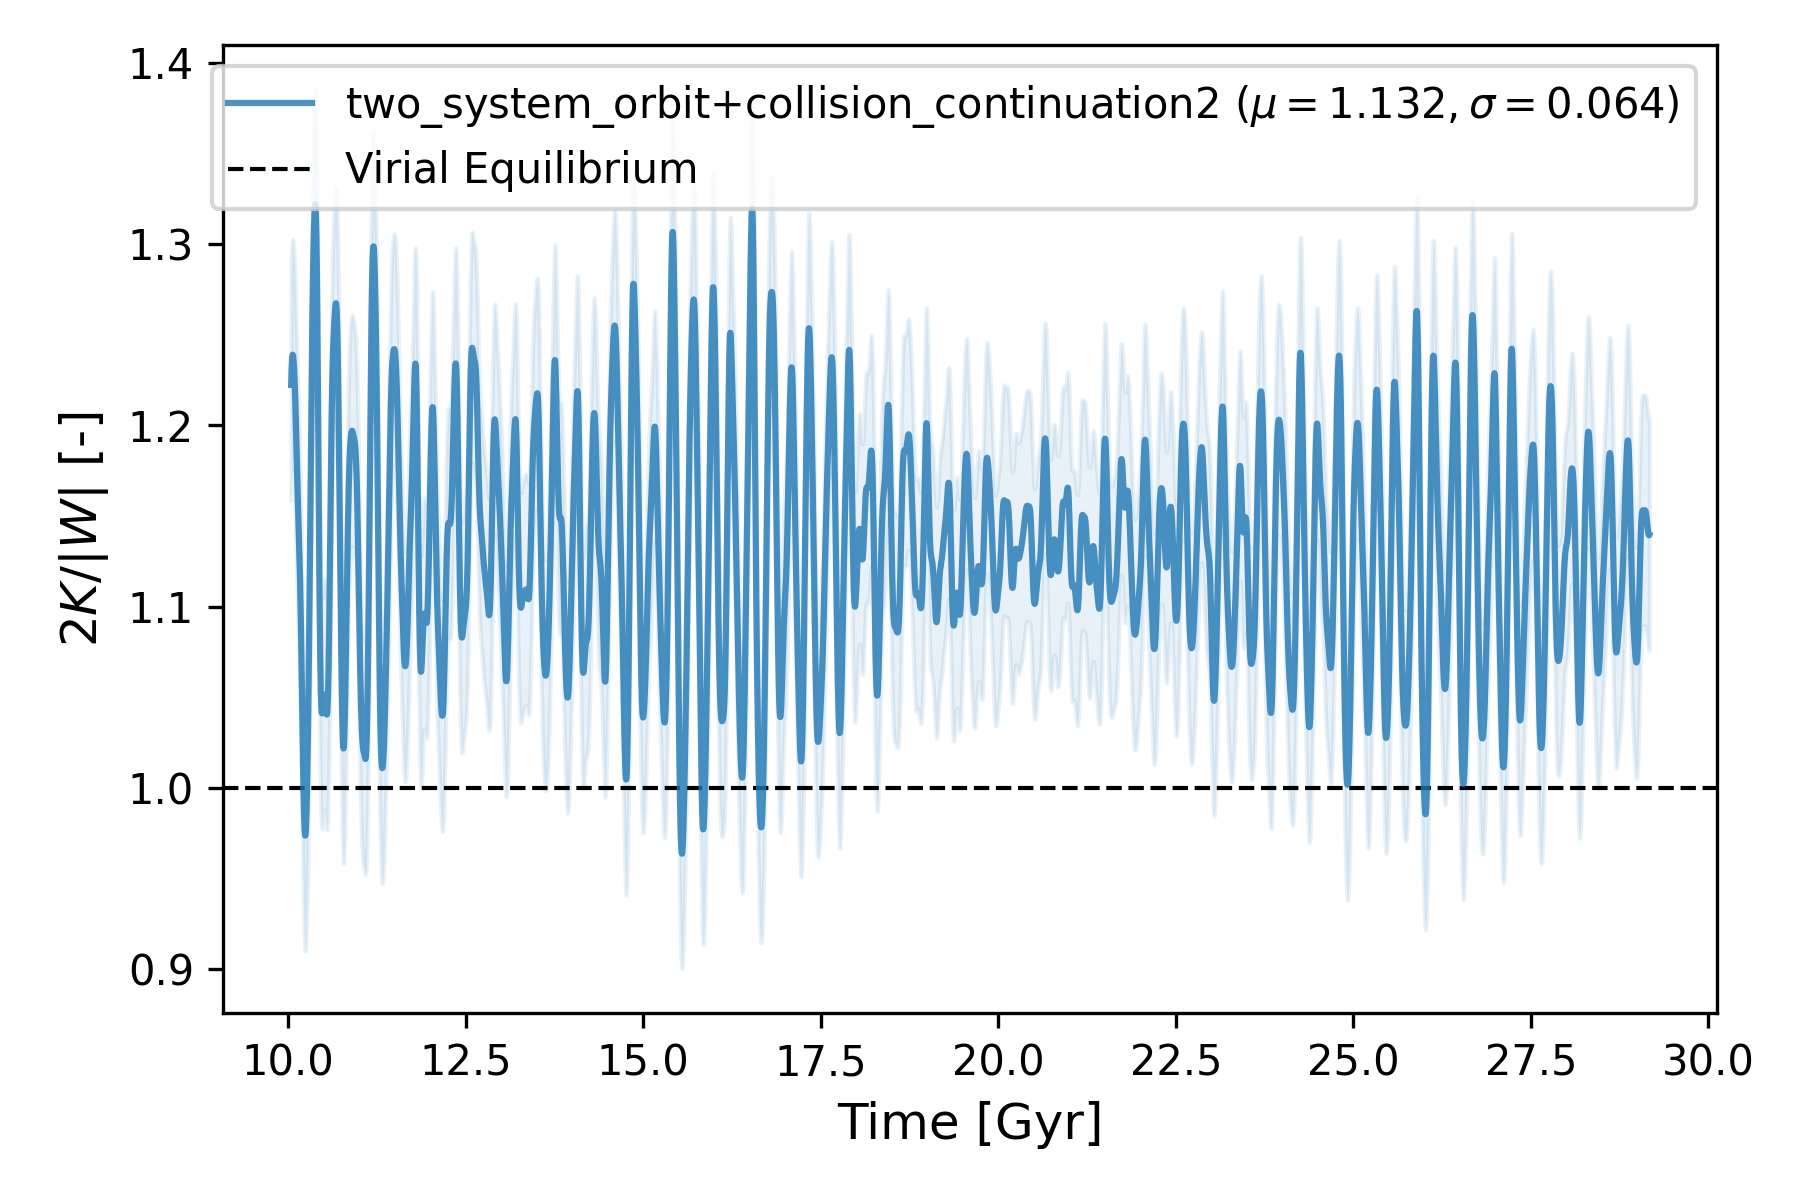 two_system_orbit+collision_continuation2 (μ = 1.132, σ = 0.064)
Virial Equilibrium
2K/|W| [-]
1.4
1.3
1.2
1.1
1.0
0.9
10.0 12.5 15.0 17.5 20.0 22.5 25.0 27.5 30.0
Time [Gyr]